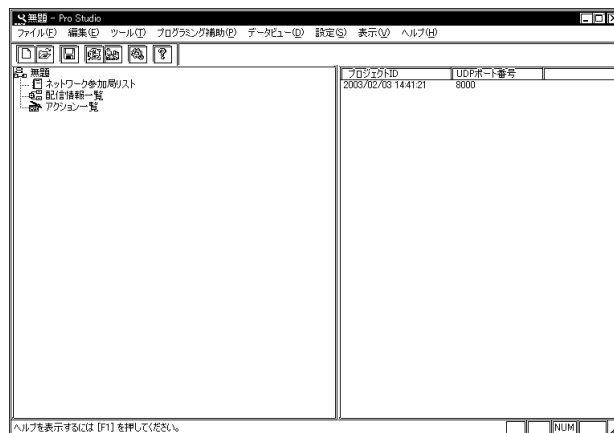 無題 - Pro Studio
ファイル(F) 編集(E) ツール(T) プログラミング補助(P) データビュー(D) 設定(S) 表示(V) ヘルプ(H)
無題
ネットワーク参加局リスト
配信情報一覧
アクション一覧
プロジェクトID UDPポート番号
2003/02/03 14:41:21 8000
ヘルプを表示するには [F1] を押してください。
NUM